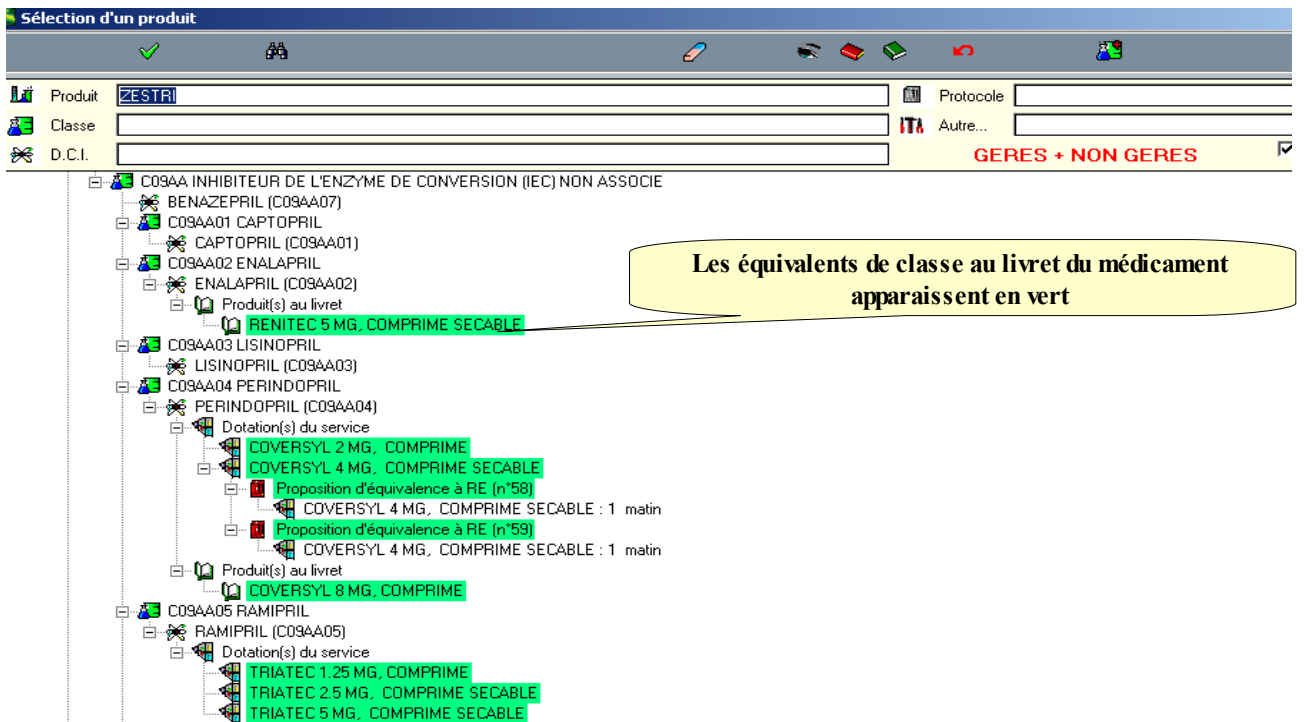 Sélection d'un produit
Produit ZESTRI Protocole
Classe Autre...
D.C.I. GERES + NON GERES
C09AA INHIBITEUR DE L'ENZYME DE CONVERSION (IEC) NON ASSOCIE
BENAZEPRIL (C09AA07)
C09AA01 CAPTOPRIL
CAPTOPRIL (C09AA01)
C09AA02 ENALAPRIL
ENALAPRIL (C09AA02)
Produit(s) au livret
RENITEC 5 MG, COMPRIME SECABLE
Les équivalents de classe au livret du médicament
apparaissent en vert
C09AA03 LISINOPRIL
LISINOPRIL (C09AA03)
C09AA04 PERINDOPRIL
PERINDOPRIL (C09AA04)
Dotation(s) du service
COVERSYL 2 MG, COMPRIME
COVERSYL 4 MG, COMPRIME SECABLE
Proposition d'équivalence à RE (n°58)
COVERSYL 4 MG, COMPRIME SECABLE : 1 matin
Proposition d'équivalence à RE (n°59)
COVERSYL 4 MG, COMPRIME SECABLE : 1 matin
Produit(s) au livret
COVERSYL 8 MG, COMPRIME
C09AA05 RAMIPRIL
RAMIPRIL (C09AA05)
Dotation(s) du service
TRIATEC 1.25 MG, COMPRIME
TRIATEC 2.5 MG, COMPRIME SECABLE
TRIATEC 5 MG, COMPRIME SECABLE